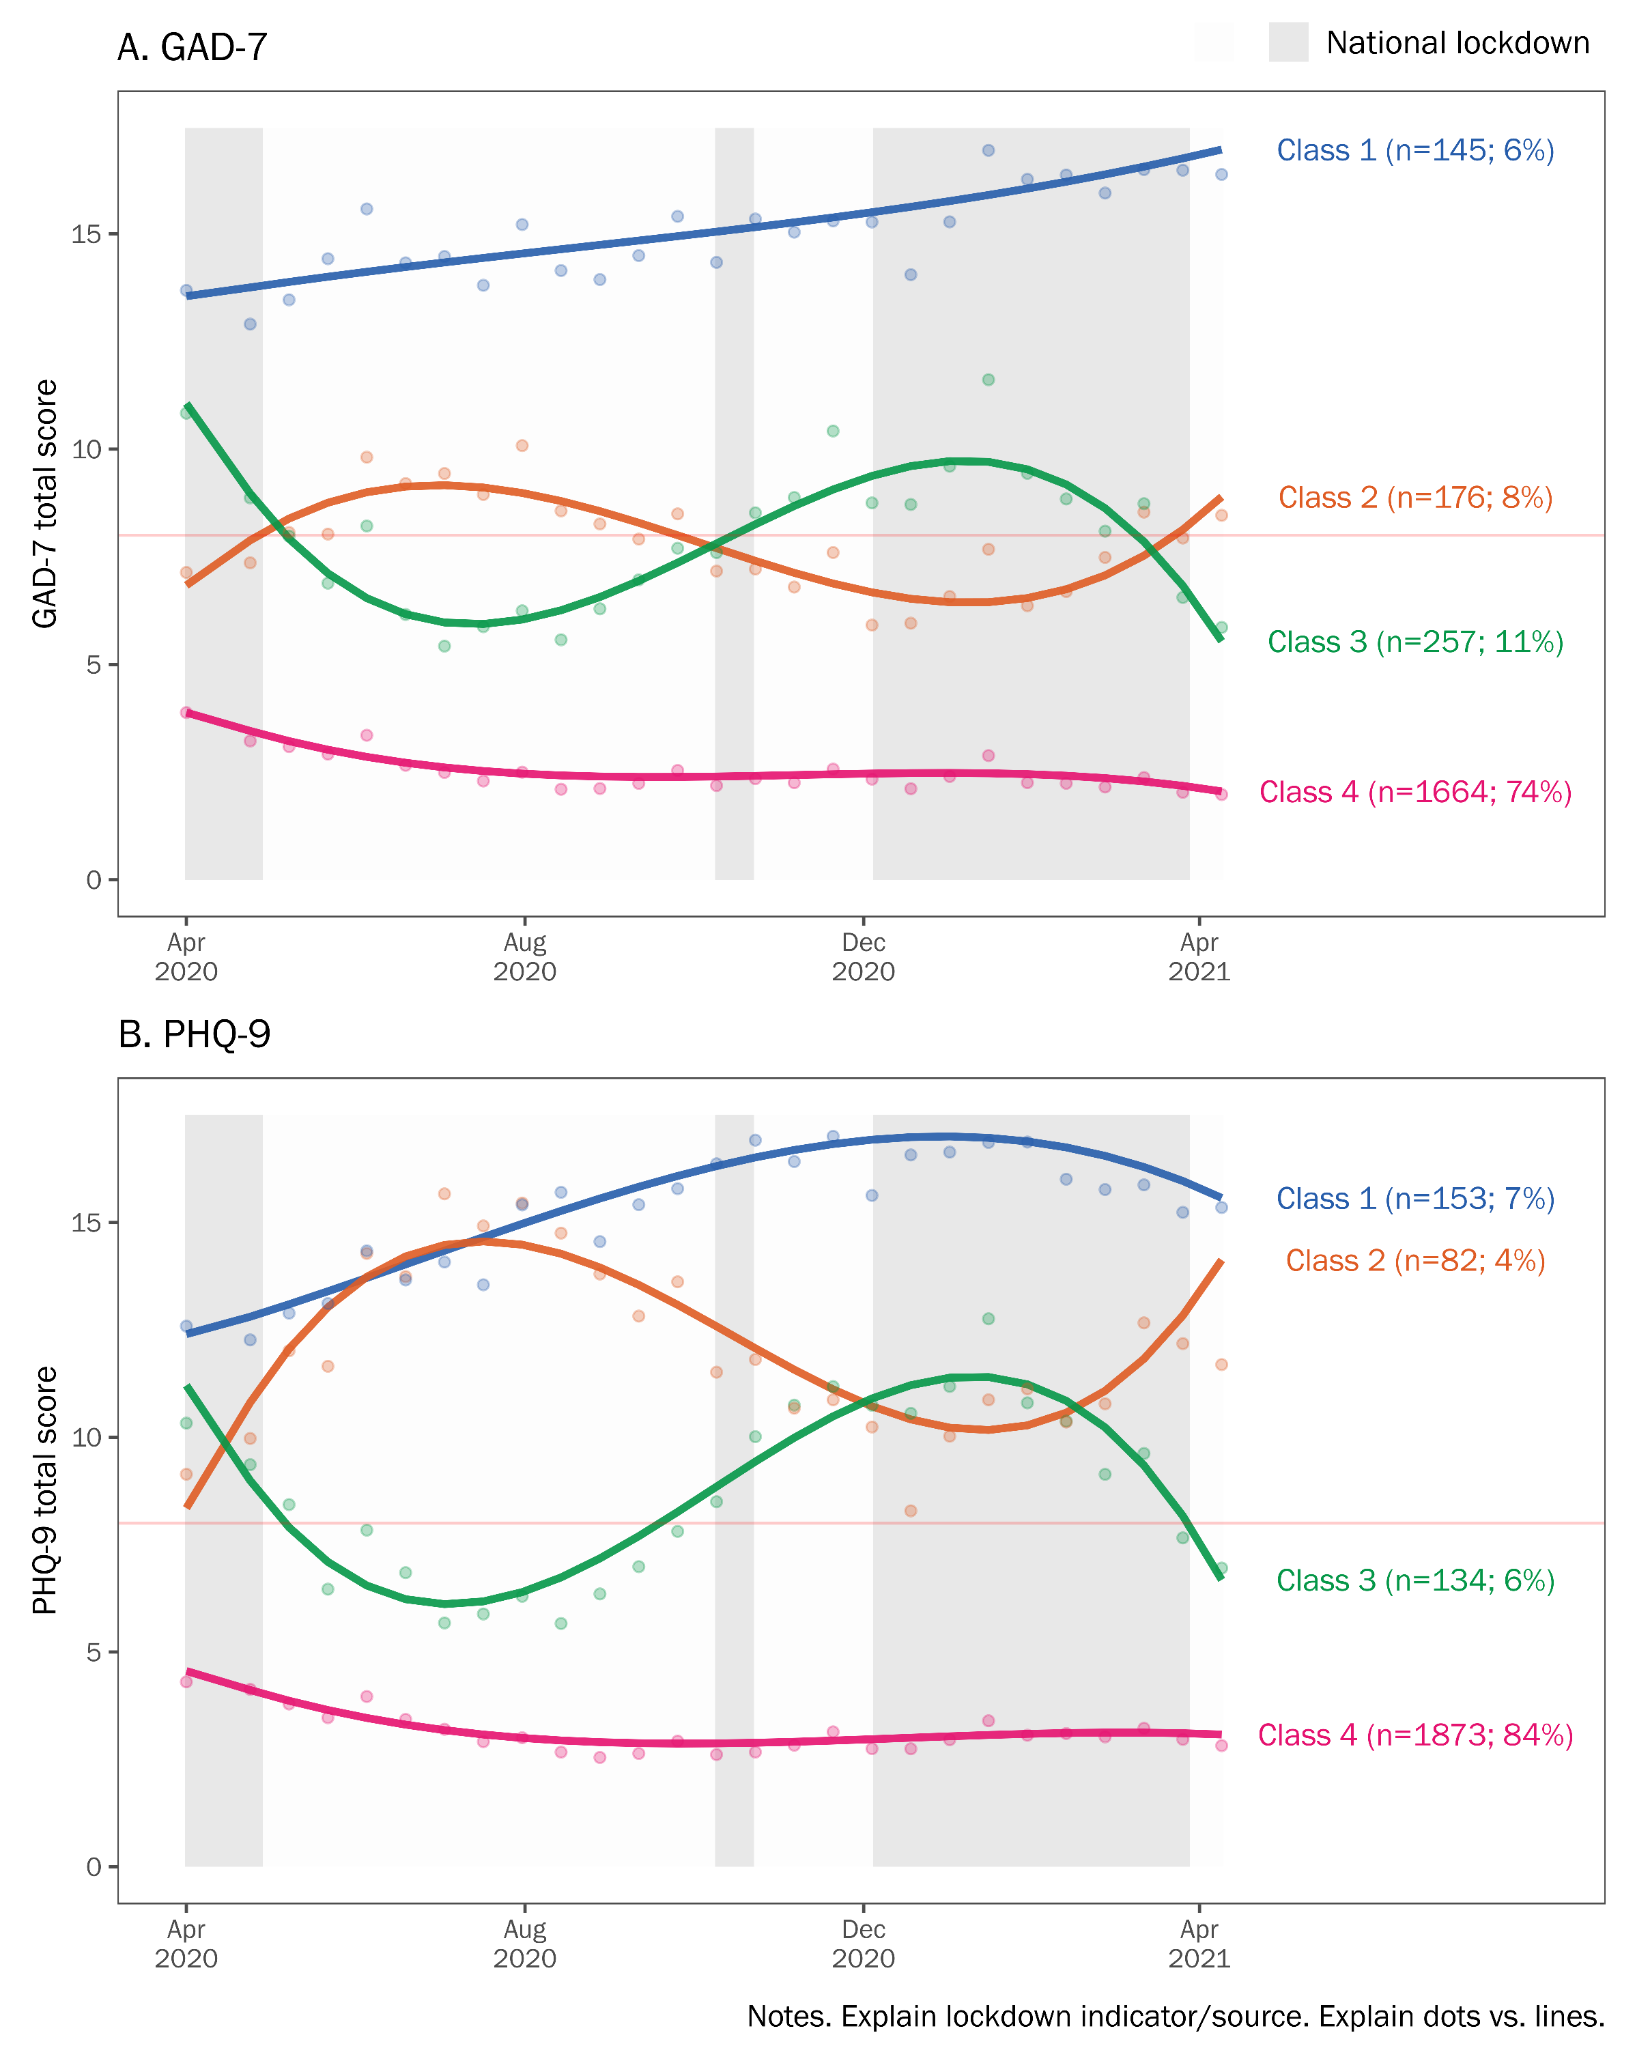 A. GAD-7
National lockdown
GAD-7 total score
15
10
5
0
Class 1 (n=145; 6%)
Class 2 (n=176; 8%)
Class 3 (n=257; 11%)
Class 4 (n=1664; 74%)
Apr
2020
Aug
2020
Dec
2020
Apr
2021
B. PHQ-9
PHQ-9 total score
15
10
5
0
Class 1 (n=153; 7%)
Class 2 (n=82; 4%)
Class 3 (n=134; 6%)
Class 4 (n=1873; 84%)
Apr
2020
Aug
2020
Dec
2020
Apr
2021
Notes. Explain lockdown indicator/source. Explain dots vs. lines.